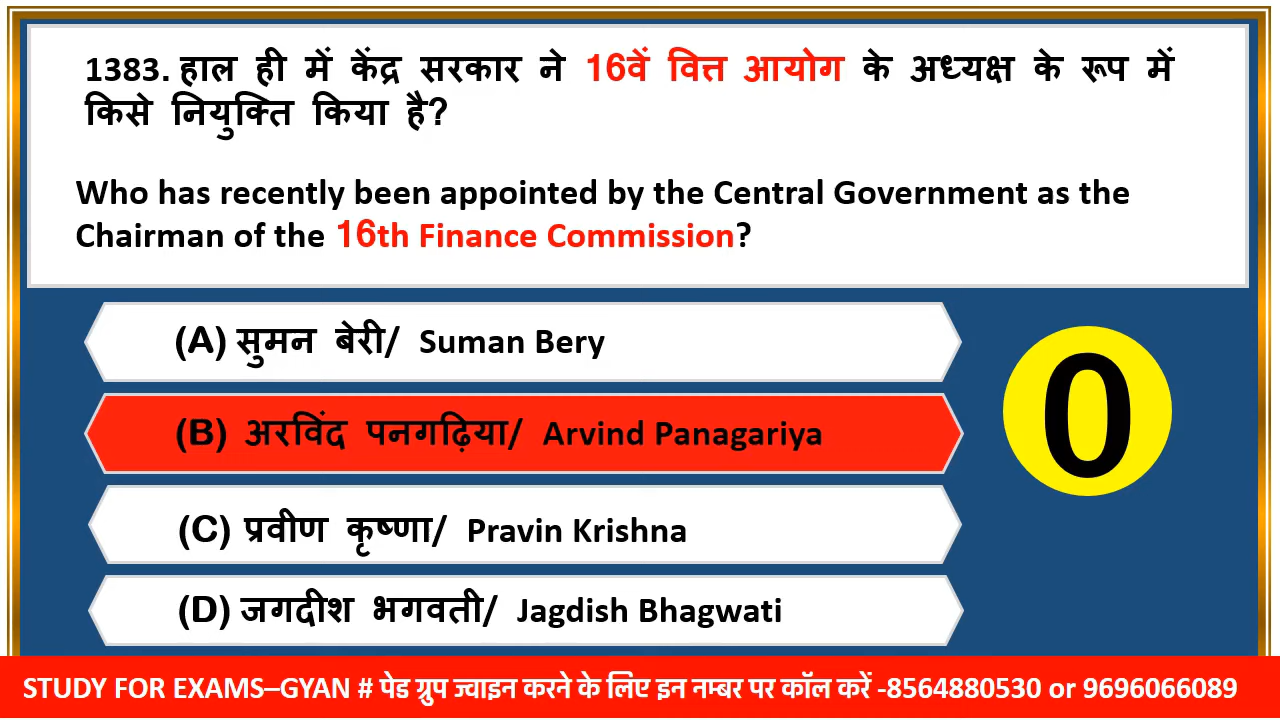 1383. हाल ही में केंद्र सरकार ने 16वें वित्त आयोग के अध्यक्ष के रूप में
किसे नियुक्ति किया है?
Who has recently been appointed by the Central Government as the
Chairman of the 16th Finance Commission?
(A) सुमन बेरी/ Suman Bery
(B) अरविंद पनगढ़िया/ Arvind Panagariya
0
(C) प्रवीण कृष्णा/ Pravin Krishna
(D) जगदीश भगवती/ Jagdish Bhagwati
STUDY FOR EXAMS–GYAN # पेड ग्रुप ज्वाइन करने के लिए इन नम्बर पर कॉल करें -8564880530 or 9696066089